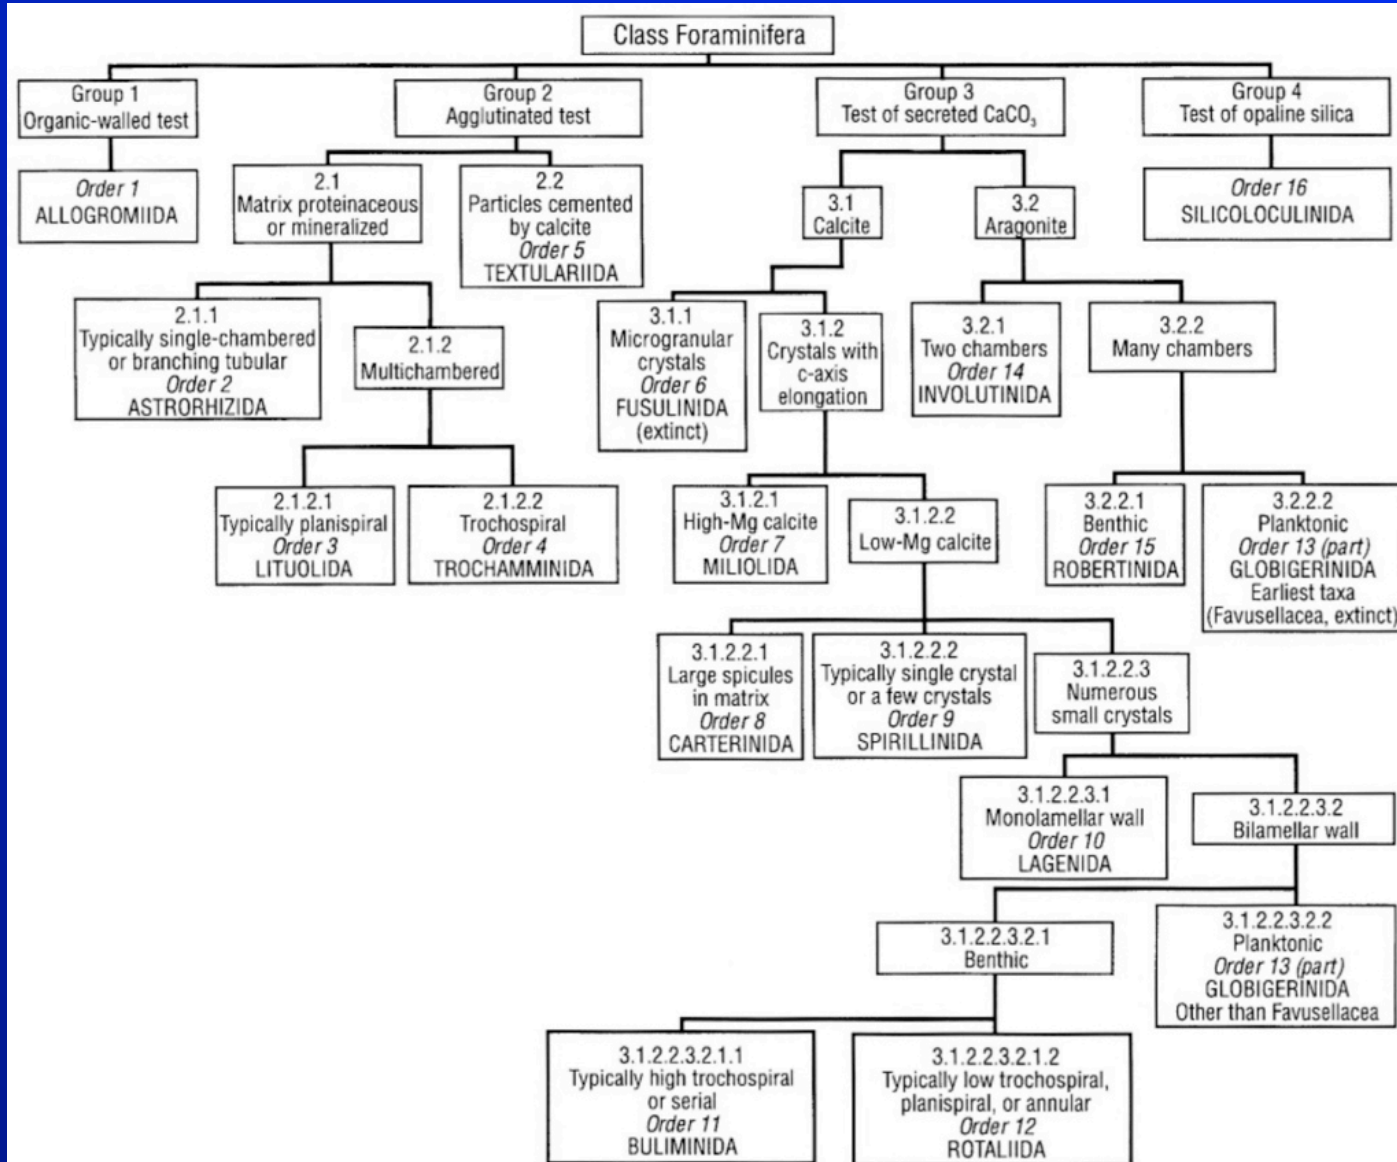 Class Foraminifera
Group 1
Organic-walled test
Group 2
Agglutinated test
Group 3
Test of secreted CaCO₃
Group 4
Test of opaline silica
Order 1
ALLOGROMIIDA
2.1
Matrix proteinaceous
or mineralized
2.2
Particles cemented
by calcite
Order 5
TEXTULARIIDA
3.1
Calcite
3.2
Aragonite
Order 16
SILICOLOCULINIDA
2.1.1
Typically single-chambered
or branching tubular
Order 2
ASTRORHIZIDA
2.1.2
Multichambered
3.1.1
Microgranular
crystals
Order 6
FUSULINIDA
(extinct)
3.1.2
Crystals with
c-axis
elongation
3.2.1
Two chambers
Order 14
INVOLUTINIDA
3.2.2
Many chambers
2.1.2.1
Typically planispiral
Order 3
LITUOLIDA
2.1.2.2
Trochospiral
Order 4
TROCHAMMINIDA
3.1.2.1
High-Mg calcite
Order 7
MILIOLIDA
3.1.2.2
Low-Mg calcite
3.2.2.1
Benthic
Order 15
ROBERTINIDA
3.2.2.2
Planktonic
Order 13 (part)
GLOBIGERINIDA
Earliest taxa
(Favusellacea, extinct)
3.1.2.2.1
Large spicules
in matrix
Order 8
CARTERINIDA
3.1.2.2.2
Typically single crystal
or a few crystals
Order 9
SPIRILLINIDA
3.1.2.2.3
Numerous
small crystals
3.1.2.2.3.1
Monolamellar wall
Order 10
LAGENIDA
3.1.2.2.3.2
Bilamellar wall
3.1.2.2.3.2.1
Benthic
3.1.2.2.3.2.2
Planktonic
Order 13 (part)
GLOBIGERINIDA
Other than Favusellacea
3.1.2.2.3.2.1.1
Typically high trochospiral
or serial
Order 11
BULIMINIDA
3.1.2.2.3.2.1.2
Typically low trochospiral,
planispiral, or annular
Order 12
ROTALIIDA